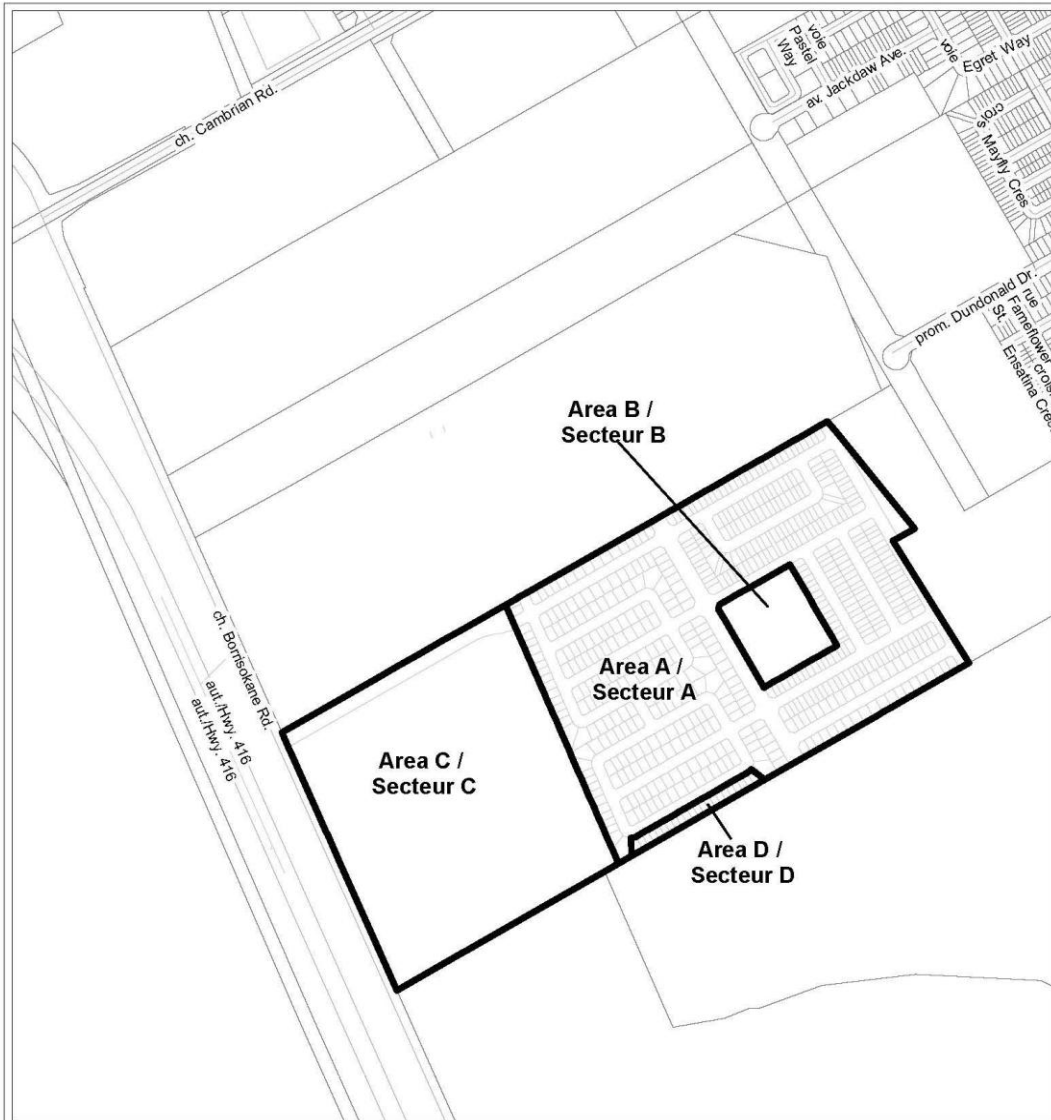 ch. Cambrian Rd.
voie
Pastel
Way
av. Jackdaw Ave.
voie
Egret Way
crois.
Mayfly Cres
prom. Dundonald Dr.
rue
Fameflower
St.
crois.
Ensatina Cres
Area B /
Secteur B
ch. Borrisokane Rd.
aut./Hwy. 416
aut./Hwy. 416
Area A /
Secteur A
Area C /
Secteur C
Area D /
Secteur D